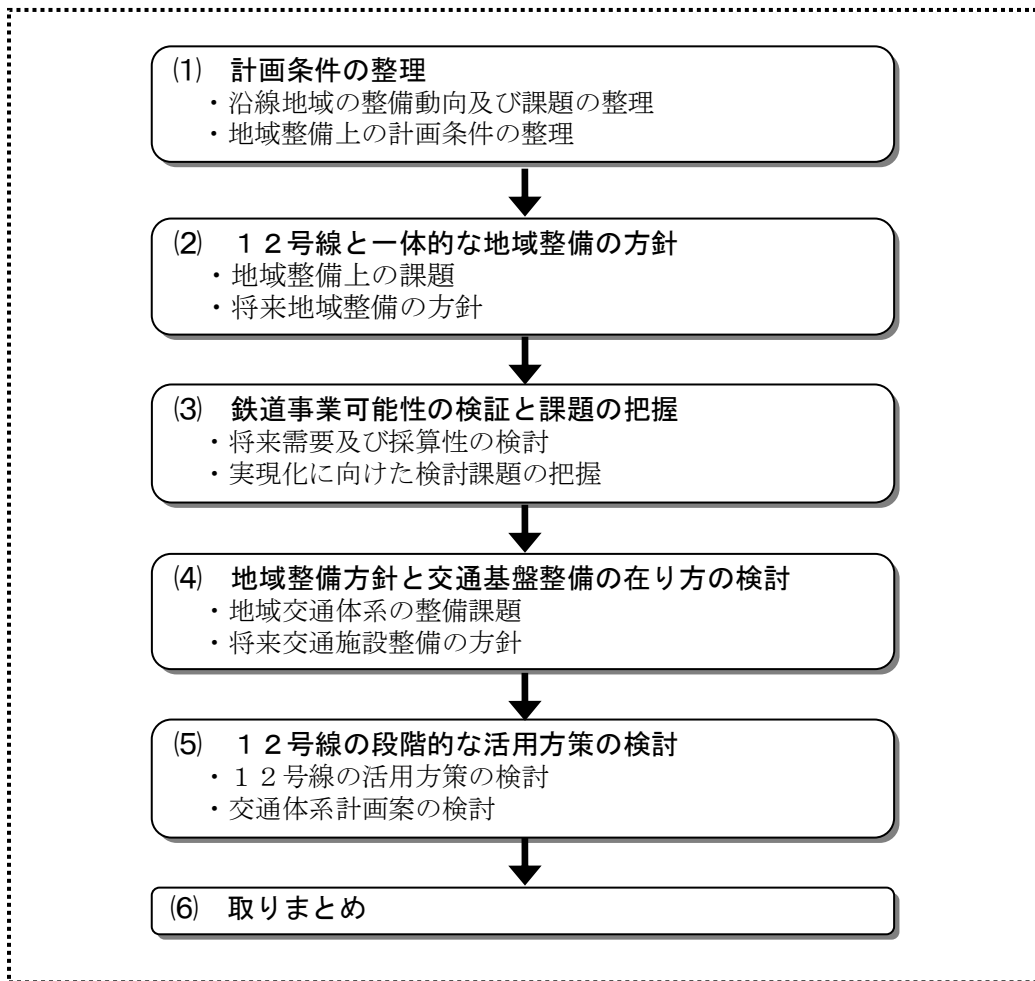 ⑴ 計画条件の整理
・沿線地域の整備動向及び課題の整理
・地域整備上の計画条件の整理
⑵ １２号線と一体的な地域整備の方針
・地域整備上の課題
・将来地域整備の方針
⑶ 鉄道事業可能性の検証と課題の把握
・将来需要及び採算性の検討
・実現化に向けた検討課題の把握
⑷ 地域整備方針と交通基盤整備の在り方の検討
・地域交通体系の整備課題
・将来交通施設整備の方針
⑸ １２号線の段階的な活用方策の検討
・１２号線の活用方策の検討
・交通体系計画案の検討
⑹ 取りまとめ